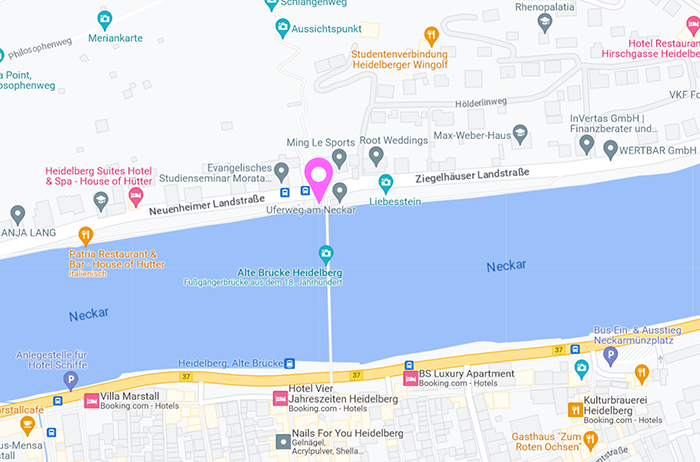 Schlangenweg
Aussichtspunkt
Meriankarte
Philosophenweg
Rhenopalatia
Studentenverbindung
Heidelberger Wingolf
Hotel Restaurant
Hirschgasse Heidelb
a Point,
osophenweg
VKF Fo
Hölderlinweg
InVertas GmbH |
Finanzberater und...
Ming Le Sports
Root Weddings
Max-Weber-Haus
WERTBAR GmbH
Heidelberg Suites Hotel
& Spa - House of Hütter
Evangelisches
Studienseminar Morata...
Ziegelhäuser Landstraße
Neuenheimer Landstraße
Liebesstein
Uferweg am Neckar
ANJA LANG
Patria Restaurant &
Bar - House of Hütter
Italienisch
Alte Brücke Heidelberg
Fußgängerbrücke aus dem 18. Jahrhundert
Neckar
Neckar
Bus Ein- & Ausstieg
Neckarmünzplatz
Anlegestelle für
Hotel Schiffe
Heidelberg, Alte Brücke
37
37
BS Luxury Apartment
Booking.com - Hotels
Villa Marstall
Booking.com - Hotels
Hotel Vier
Jahreszeiten Heidelberg
Booking.com - Hotels
Kulturbrauerei
Heidelberg
Booking.com - Hotels
arstallcafé
us-Mensa
tall
Nails For You Heidelberg
Gelnägel,
Acrylpulver, Shella...
Gasthaus "Zum
Roten Ochsen"
ntstraße